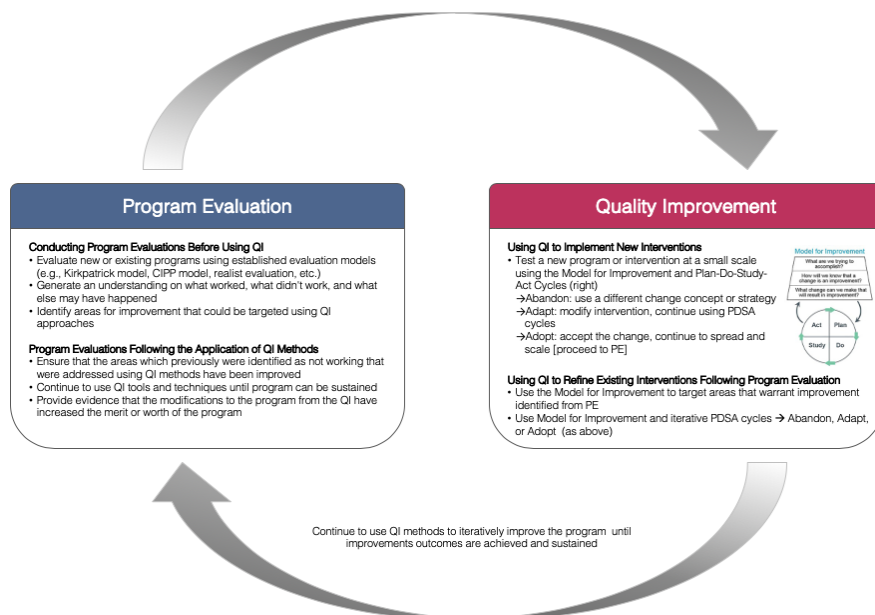 Program Evaluation
Conducting Program Evaluations Before Using QI
• Evaluate new or existing programs using established evaluation models
(e.g., Kirkpatrick model, CIPP model, realist evaluation, etc.)
• Generate an understanding on what worked, what didn't work, and what
else may have happened
• Identify areas for improvement that could be targeted using QI
approaches
Program Evaluations Following the Application of QI Methods
• Ensure that the areas which previously were identified as not working that
were addressed using QI methods have been improved
• Continue to use QI tools and techniques until program can be sustained
• Provide evidence that the modifications to the program from the QI have
increased the merit or worth of the program
Quality Improvement
Using QI to Implement New Interventions
• Test a new program or intervention at a small scale
using the Model for Improvement and Plan-Do-Study-
Act Cycles (right)
→Abandon: use a different change concept or strategy
→Adapt: modify intervention, continue using PDSA
cycles
→Adopt: accept the change, continue to spread and
scale [proceed to PE]
Model for Improvement
What are we trying to
accomplish?
How will we know that a
change is an improvement?
What change can we make that
will result in improvement?
Act
Plan
Study
Do
Using QI to Refine Existing Interventions Following Program Evaluation
• Use the Model for Improvement to target areas that warrant improvement
identified from PE
• Use Model for Improvement and iterative PDSA cycles → Abandon, Adapt,
or Adopt (as above)
Continue to use QI methods to iteratively improve the program until
improvements outcomes are achieved and sustained